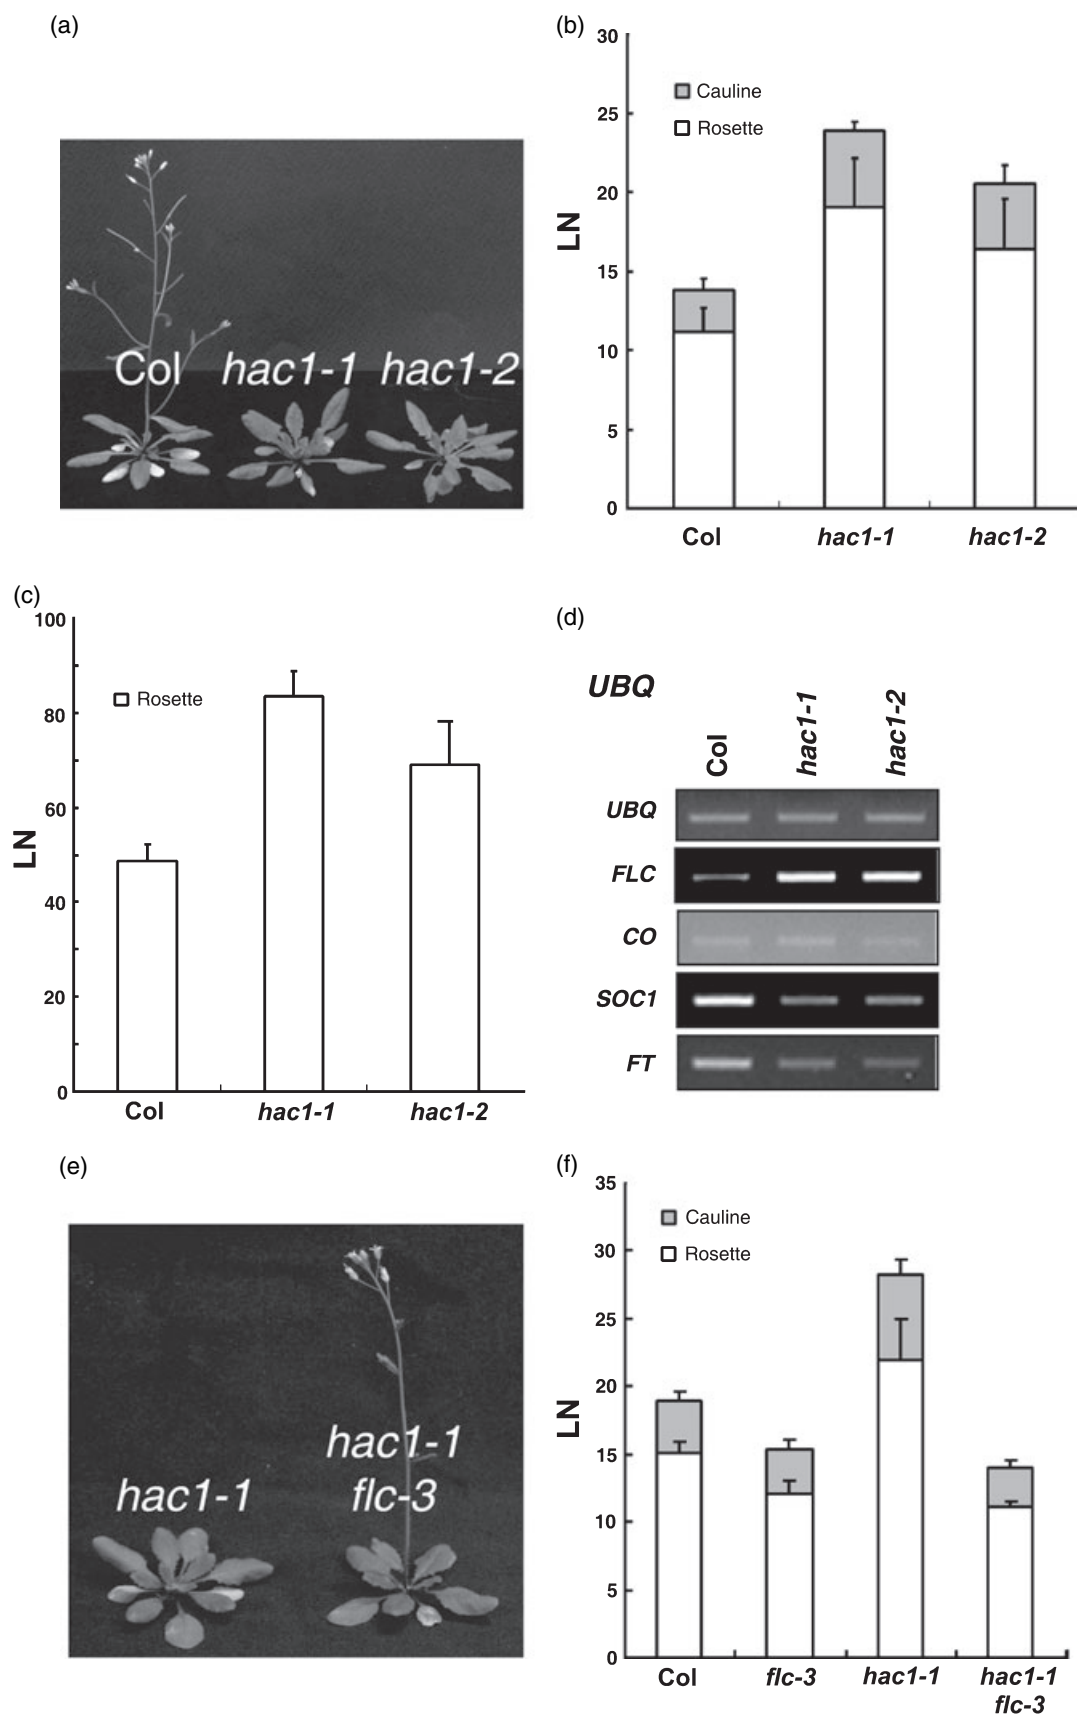 (a)
Col hac1-1 hac1-2
(b)
30
25
20
15
10
5
0
LN
Cauline
Rosette
Col hac1-1 hac1-2
(c)
100
80
60
40
20
0
LN
Rosette
Col hac1-1 hac1-2
(d)
UBQ
Col hac1-1 hac1-2
UBQ
FLC
CO
SOC1
FT
(e)
hac1-1
hac1-1
flc-3
(f)
35
30
25
20
15
10
5
0
LN
Cauline
Rosette
Col flc-3 hac1-1 hac1-1
flc-3